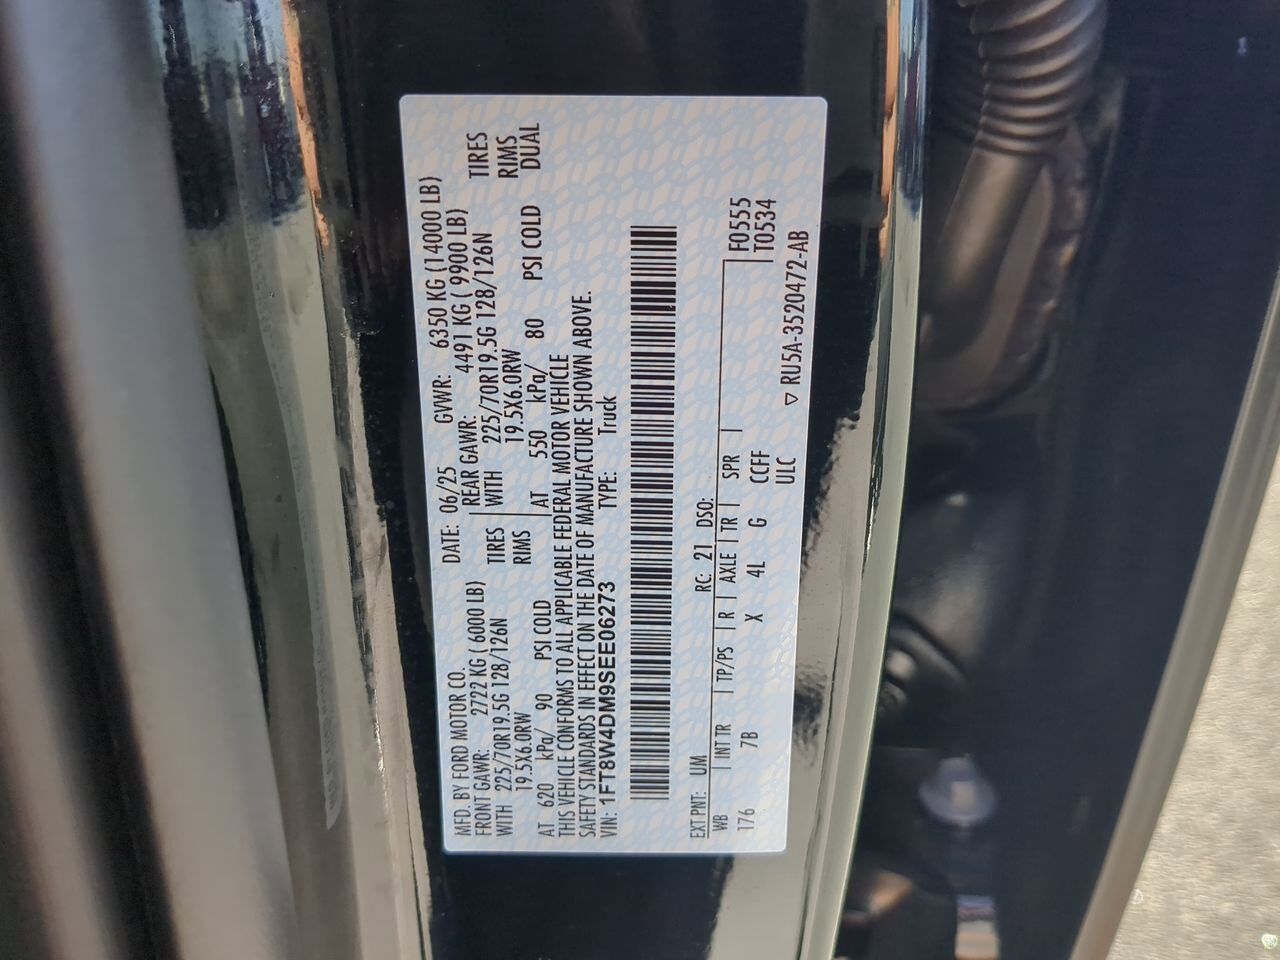 MFD. BY FORD MOTOR CO. DATE: 06/25 GVWR: 6350 KG (14000 LB)
FRONT GAWR: 2722 KG ( 6000 LB) REAR GAWR: 4491 KG ( 9900 LB)
WITH 225/70R19.5G 128/126N TIRES WITH 225/70R19.5G 128/126N TIRES
19.5X6.0RW RIMS 19.5X6.0RW RIMS
AT 620 kPa/ 90 PSI COLD AT 550 kPa/ 80 PSI COLD DUAL
THIS VEHICLE CONFORMS TO ALL APPLICABLE FEDERAL MOTOR VEHICLE
SAFETY STANDARDS IN EFFECT ON THE DATE OF MANUFACTURE SHOWN ABOVE.
VIN: 1FT8W4DM9SEE06273 TYPE: Truck
EXT PNT: UM RC: 21 DSO: F0555
WB | INT TR | TP/PS | R | AXLE | TR | SPR | T0534
176 7B X 4L G CCFF
ULC ▽ RU5A-3520472-AB